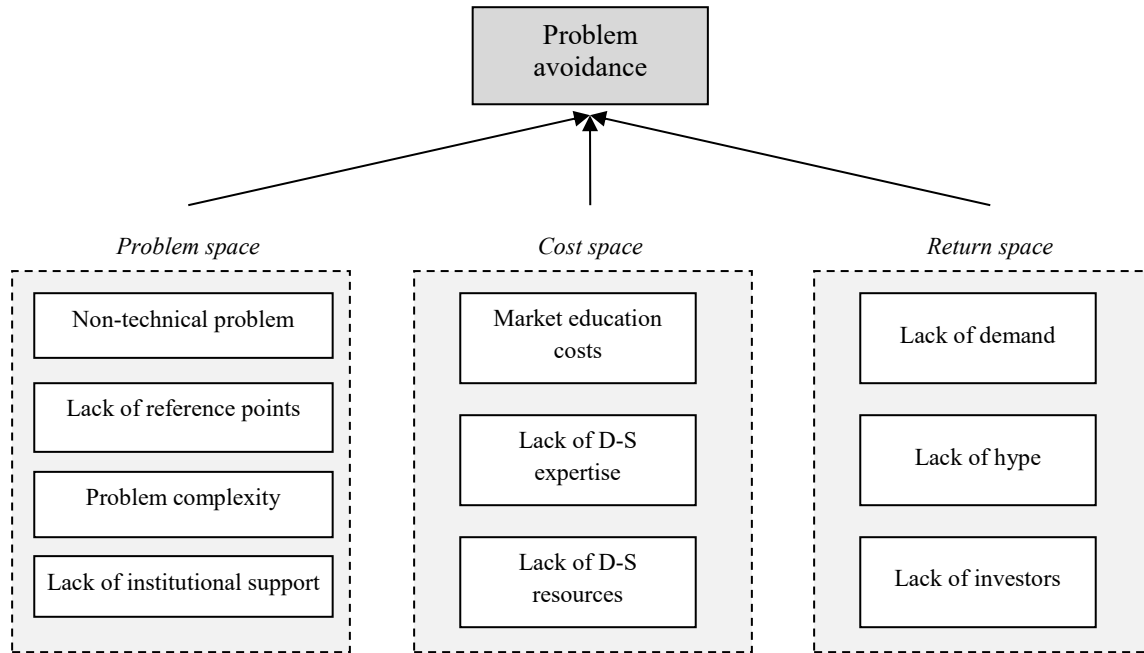 Problem
avoidance
Problem space
Cost space
Return space
Non-technical problem
Lack of reference points
Problem complexity
Lack of institutional support
Market education
costs
Lack of D-S
expertise
Lack of D-S
resources
Lack of demand
Lack of hype
Lack of investors